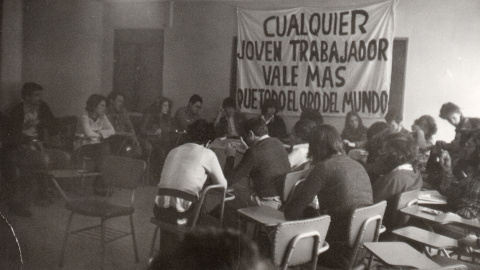 CUALQUIER
JOVEN TRABAJADOR
VALE MAS
QUE TODO EL ORO DEL MUNDO